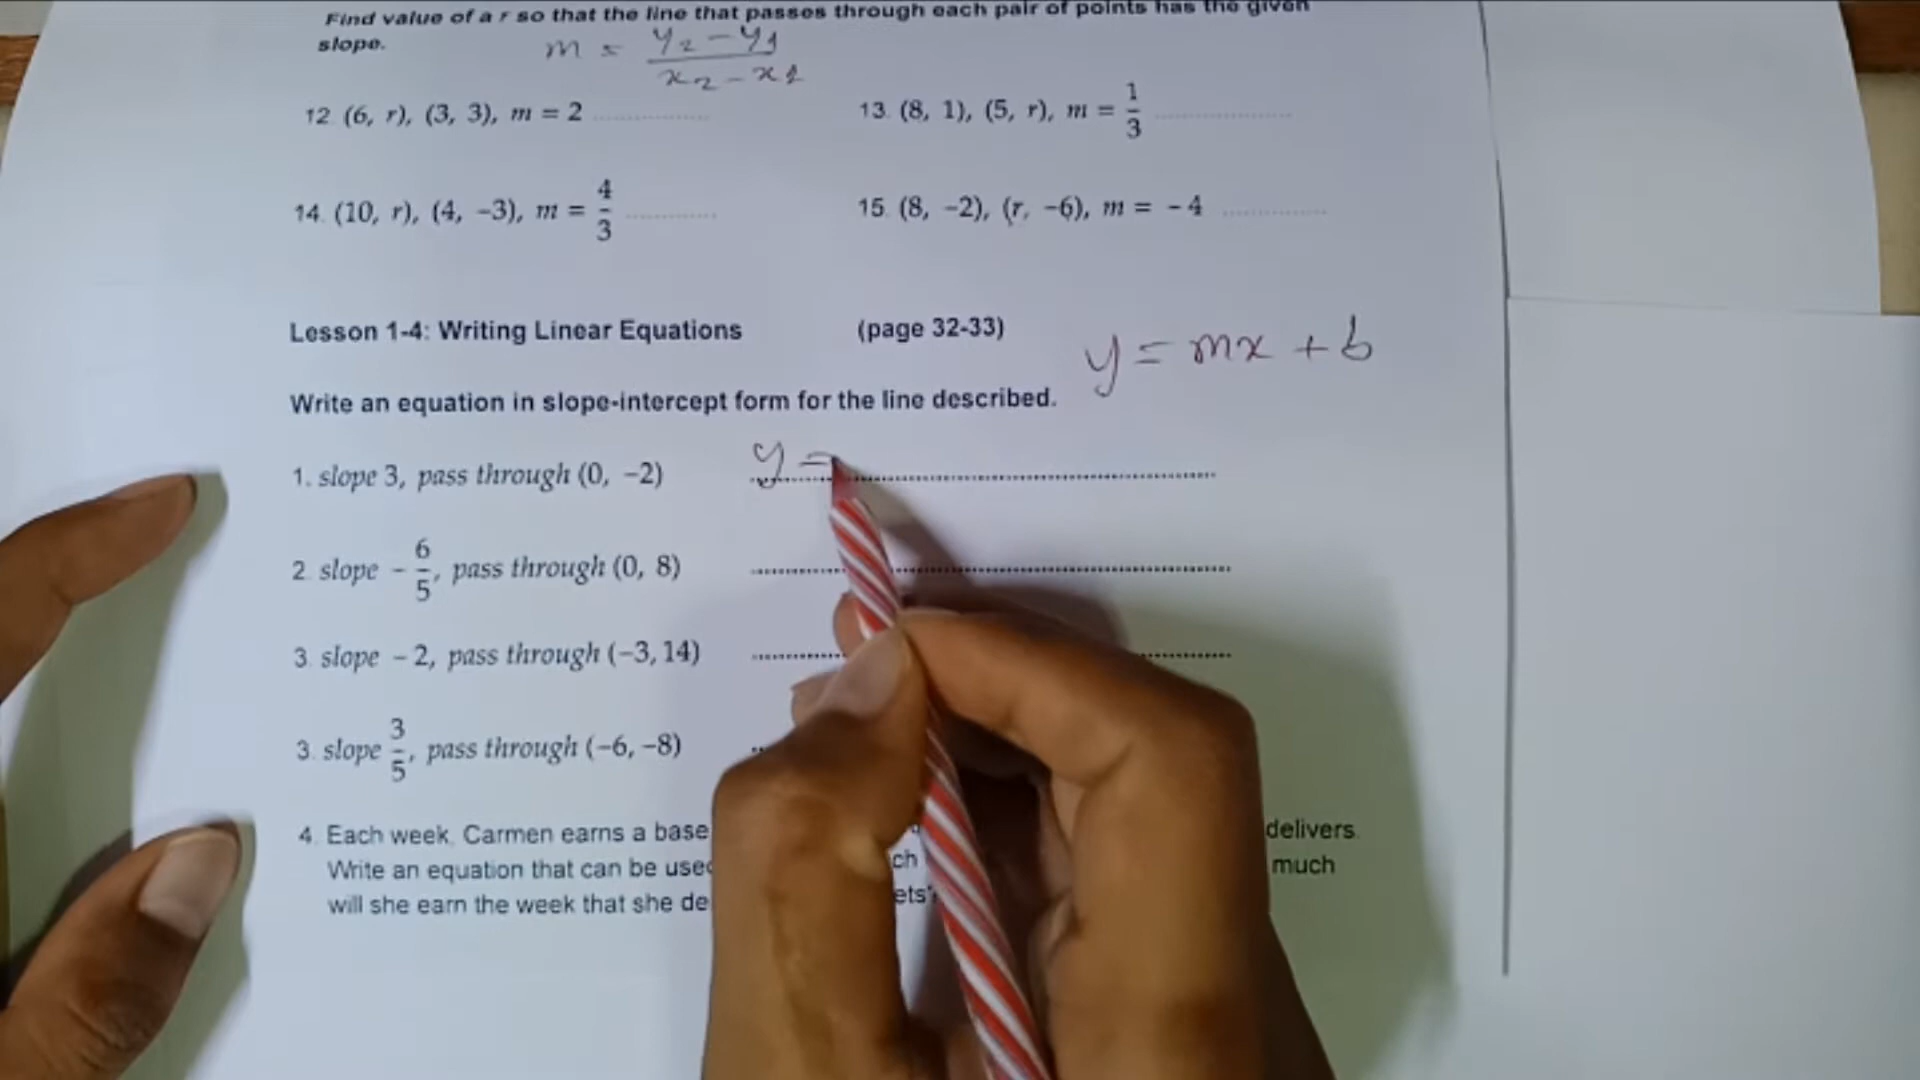 Find value of a r so that the line that passes through each pair of points has the given
slope. m = y₂ - y₁ / x₂ - x₁
12. (6, r), (3, 3), m = 2 ................ 13. (8, 1), (5, r), m = 1/3 ................
14. (10, r), (4, -3), m = 4/3 ............ 15. (8, -2), (r, -6), m = - 4 ............
Lesson 1-4: Writing Linear Equations (page 32-33)
y = mx + b
Write an equation in slope-intercept form for the line described.
1. slope 3, pass through (0, -2) y =
2. slope - 6/5, pass through (0, 8)
3. slope - 2, pass through (-3, 14)
3. slope 3/5, pass through (-6, -8)
4. Each week, Carmen earns a base delivers.
Write an equation that can be used ch much
will she earn the week that she de ets?